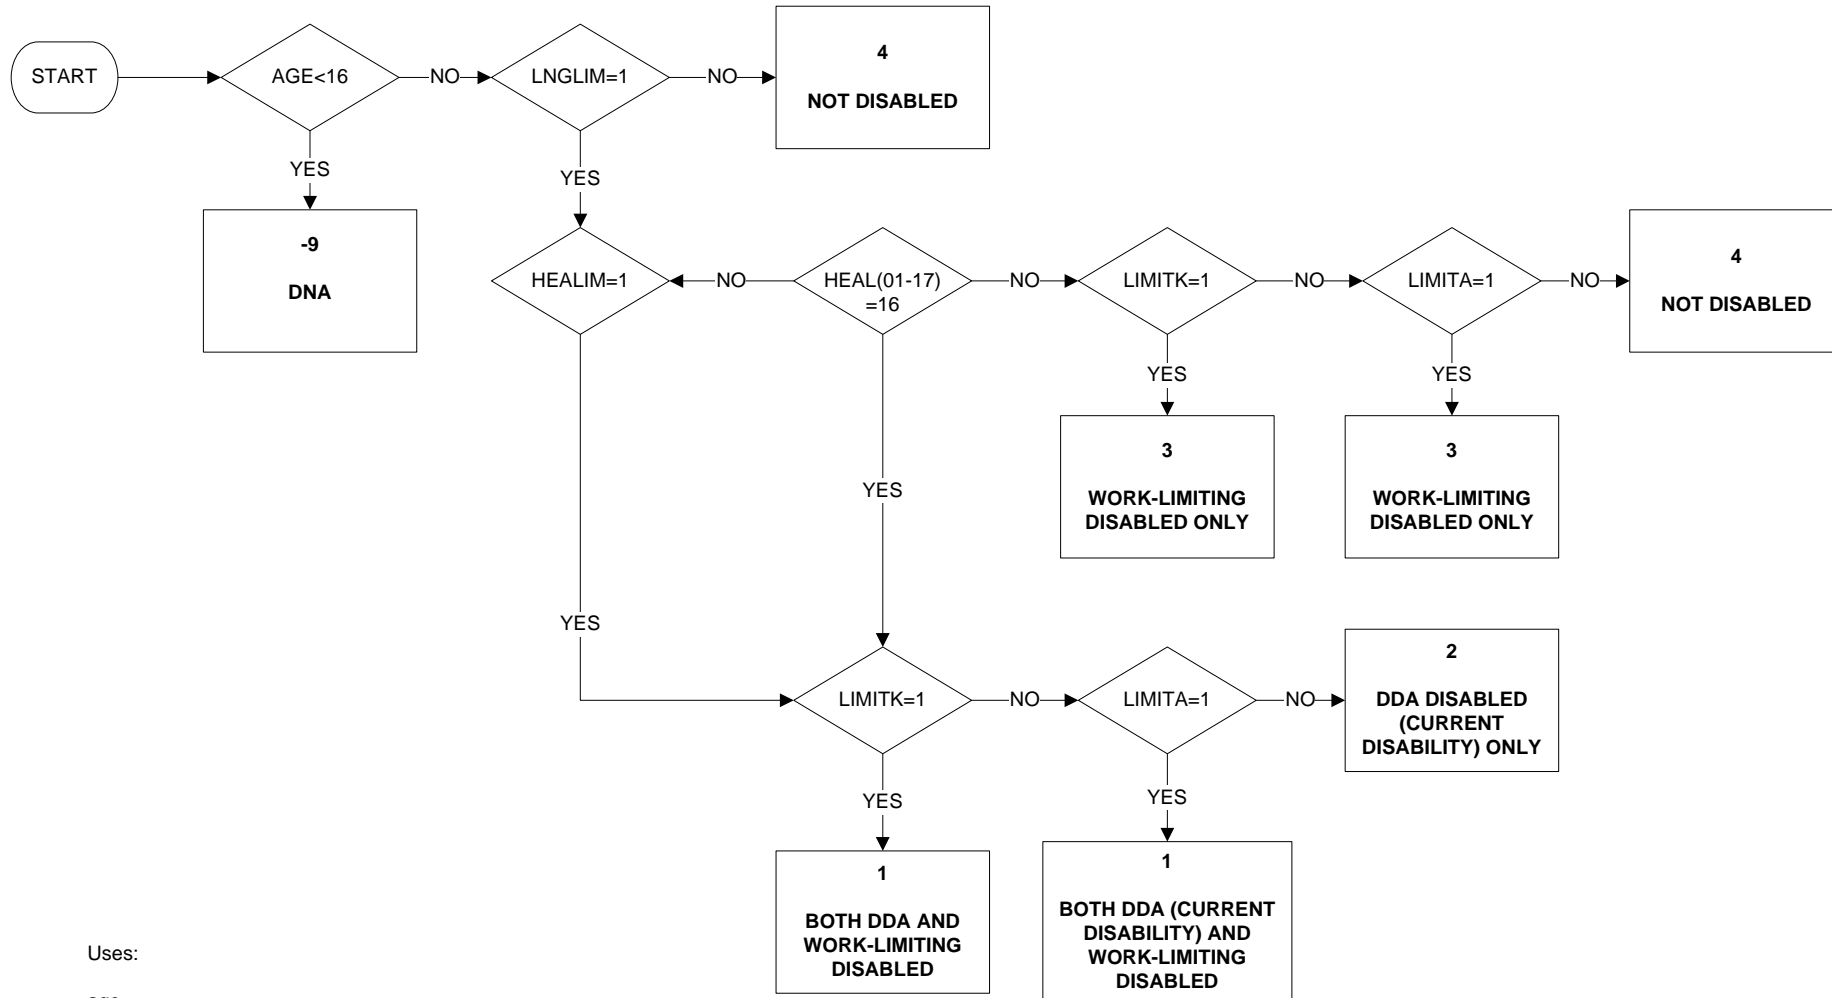 START
AGE<16
NO
LNGLIM=1
NO
4
NOT DISABLED
YES
YES
-9
DNA
HEALIM=1
NO
HEAL(01-17)
=16
NO
LIMITK=1
NO
LIMITA=1
NO
4
NOT DISABLED
YES
YES
3
WORK-LIMITING
DISABLED ONLY
3
WORK-LIMITING
DISABLED ONLY
YES
YES
LIMITK=1
NO
LIMITA=1
NO
2
DDA DISABLED
(CURRENT
DISABILITY) ONLY
YES
YES
1
BOTH DDA AND
WORK-LIMITING
DISABLED
1
BOTH DDA (CURRENT
DISABILITY) AND
WORK-LIMITING
DISABLED
Uses: